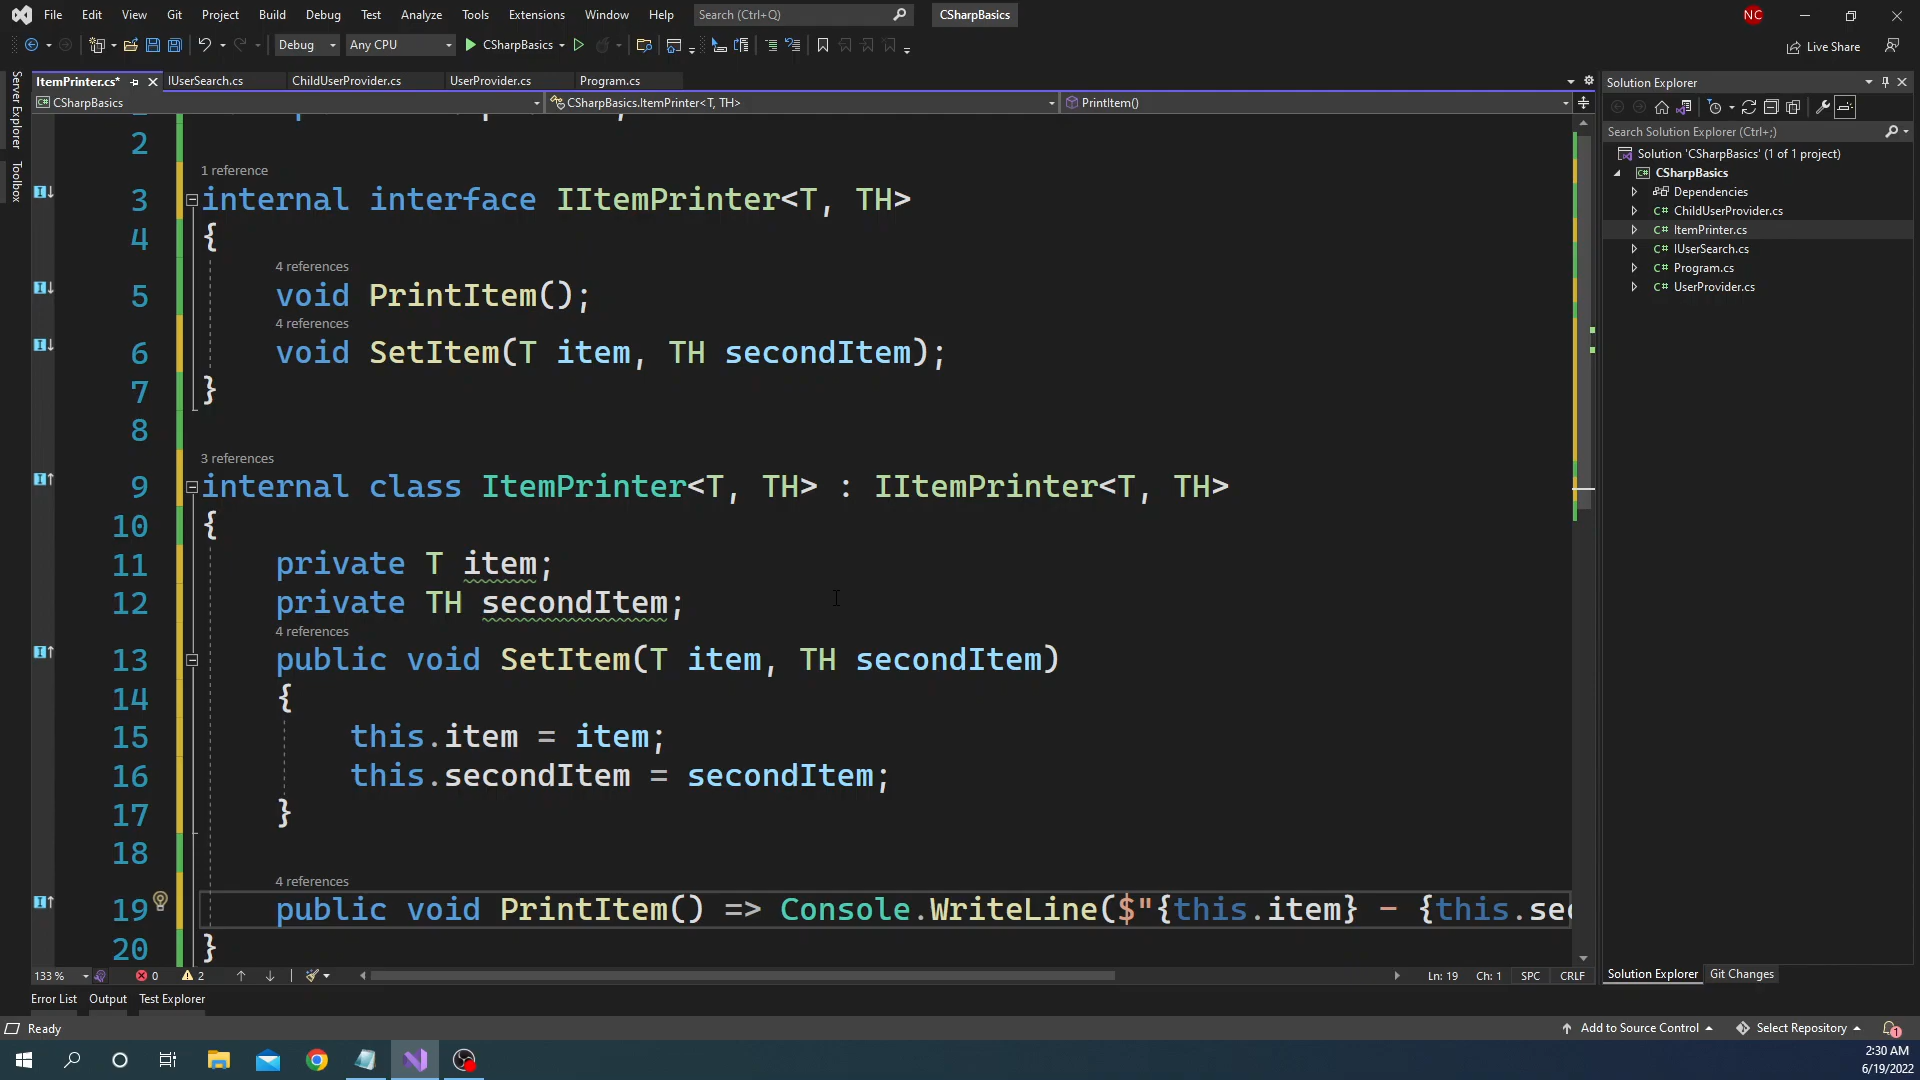 File Edit View Git Project Build Debug Test Analyze Tools Extensions Window Help Search (Ctrl+Q) CSharpBasics NC
Debug Any CPU CSharpBasics Live Share
ItemPrinter.cs* IUserSearch.cs ChildUserProvider.cs UserProvider.cs Program.cs
CSharpBasics CSharpBasics.ItemPrinter<T, TH> PrintItem()
Server Explorer
Toolbox
2
1 reference
3 internal interface IItemPrinter<T, TH>
4 {
4 references
5 void PrintItem();
4 references
6 void SetItem(T item, TH secondItem);
7 }
8
3 references
9 internal class ItemPrinter<T, TH> : IItemPrinter<T, TH>
10 {
11 private T item;
12 private TH secondItem;
4 references
13 public void SetItem(T item, TH secondItem)
14 {
15 this.item = item;
16 this.secondItem = secondItem;
17 }
18
4 references
19 public void PrintItem() => Console.WriteLine($"{this.item} - {this.sec
20 }
133 % 0 2 Ln: 19 Ch: 1 SPC CRLF
Error List Output Test Explorer
Solution Explorer
Search Solution Explorer (Ctrl+;)
Solution 'CSharpBasics' (1 of 1 project)
CSharpBasics
Dependencies
C# ChildUserProvider.cs
C# ItemPrinter.cs
C# IUserSearch.cs
C# Program.cs
C# UserProvider.cs
Solution Explorer Git Changes
Ready Add to Source Control Select Repository 1
2:30 AM
6/19/2022